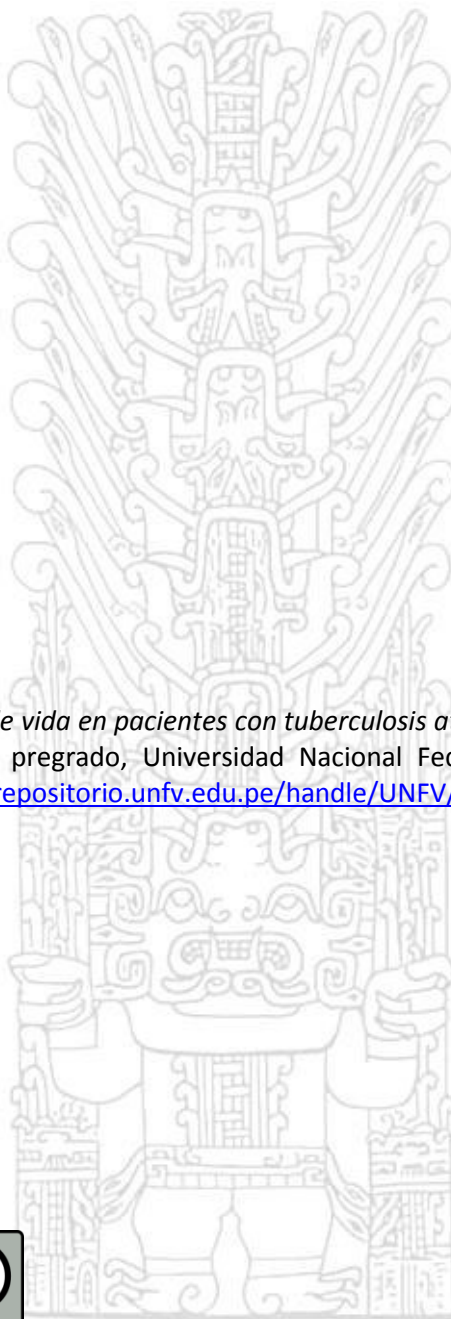 e vida en pacientes con tuberculosis a
pregrado, Universidad Nacional Fed
repositorio.unfv.edu.pe/handle/UNFV/